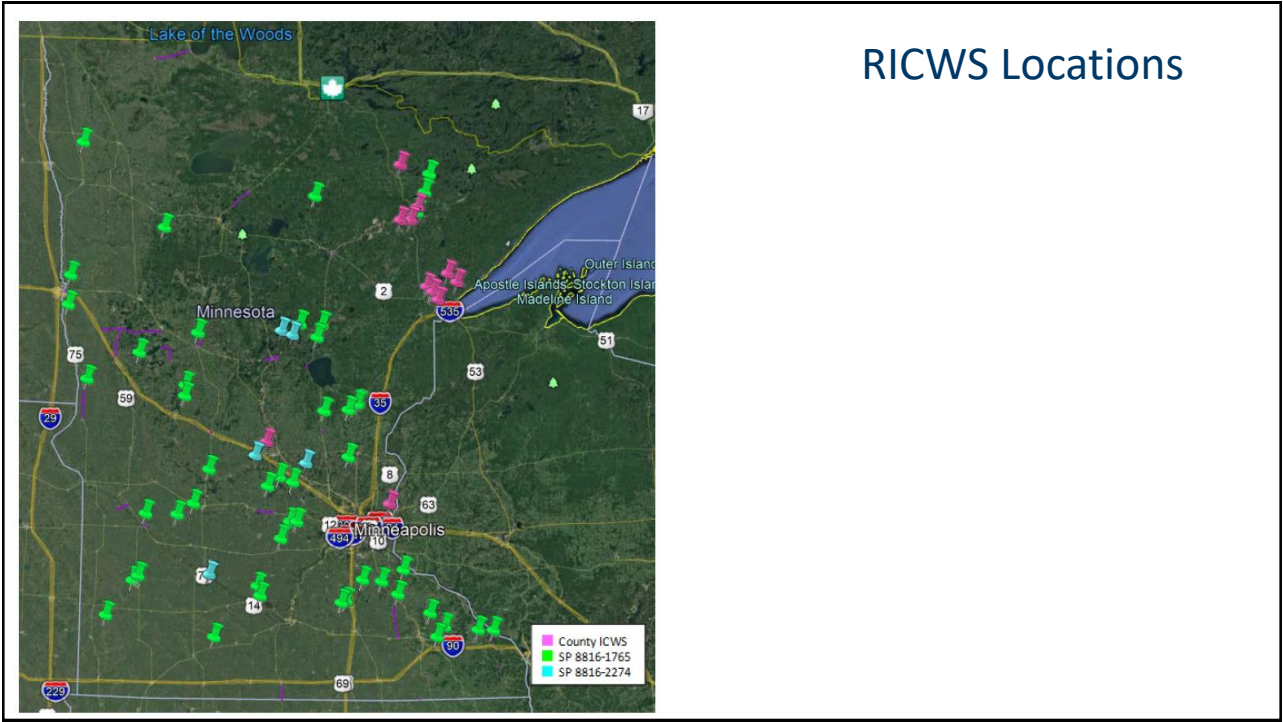 RICWS Locations
Lake of the Woods
17
2
Outer Island
Apostle Islands
Stockton Islan
Madeline Island
Minnesota
535
51
75
53
59
29
35
8
63
12
Minneapolis
494
10
14
90
69
229
County ICWS
SP 8816-1765
SP 8816-2274